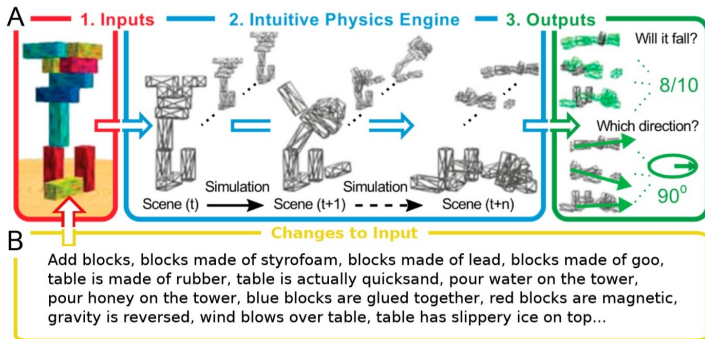 A
1. Inputs
2. Intuitive Physics Engine
3. Outputs
Will it fall?
8/10
Which direction?
90⁰
Simulation
Simulation
Scene (t)
Scene (t+1)
Scene (t+n)
B
Changes to Input
Add blocks, blocks made of styrofoam, blocks made of lead, blocks made of goo,
table is made of rubber, table is actually quicksand, pour water on the tower,
pour honey on the tower, blue blocks are glued together, red blocks are magnetic,
gravity is reversed, wind blows over table, table has slippery ice on top...